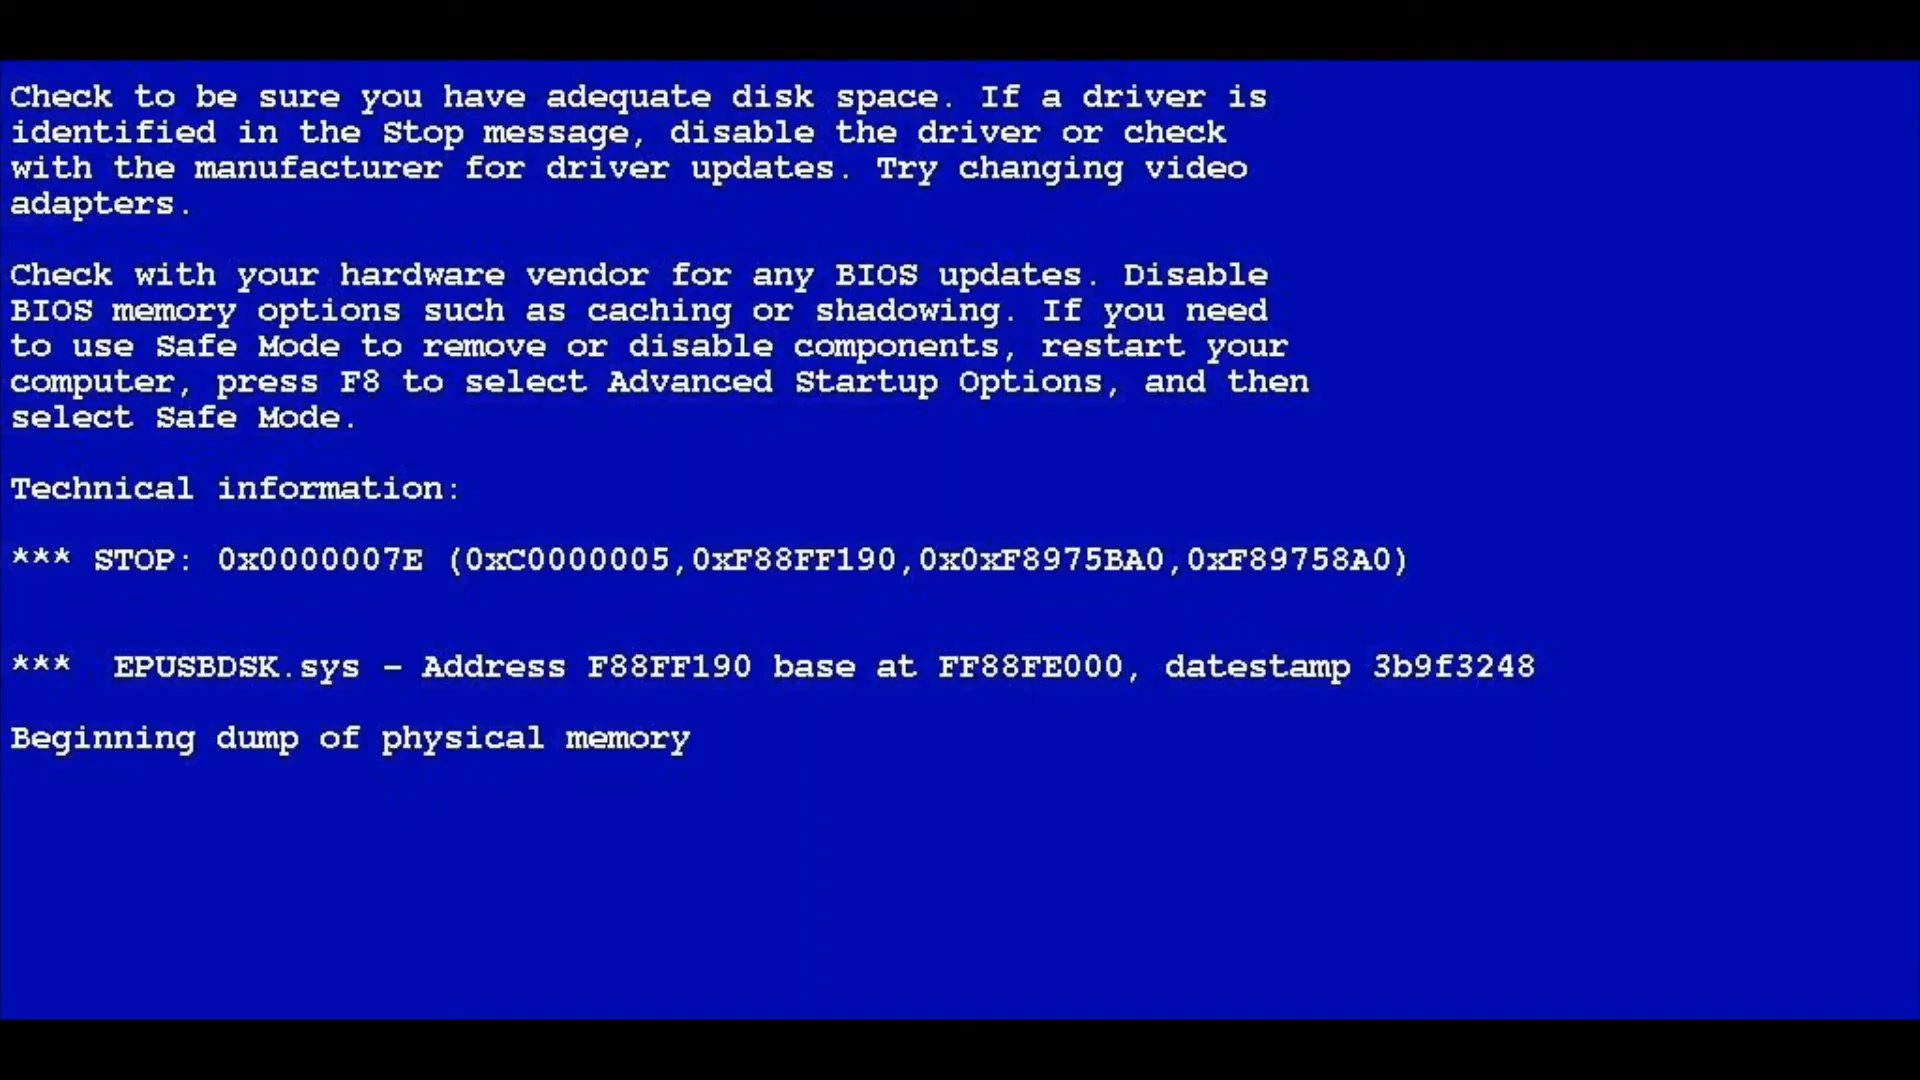 Check to be sure you have adequate disk space. If a driver is
identified in the Stop message, disable the driver or check
with the manufacturer for driver updates. Try changing video
adapters.
Check with your hardware vendor for any BIOS updates. Disable
BIOS memory options such as caching or shadowing. If you need
to use Safe Mode to remove or disable components, restart your
computer, press F8 to select Advanced Startup Options, and then
select Safe Mode.
Technical information:
*** STOP: 0x0000007E (0xC0000005,0xF88FF190,0x0xF8975BA0,0xF89758A0)
*** EPUSBDSK.sys – Address F88FF190 base at FF88FE000, datestamp 3b9f3248
Beginning dump of physical memory